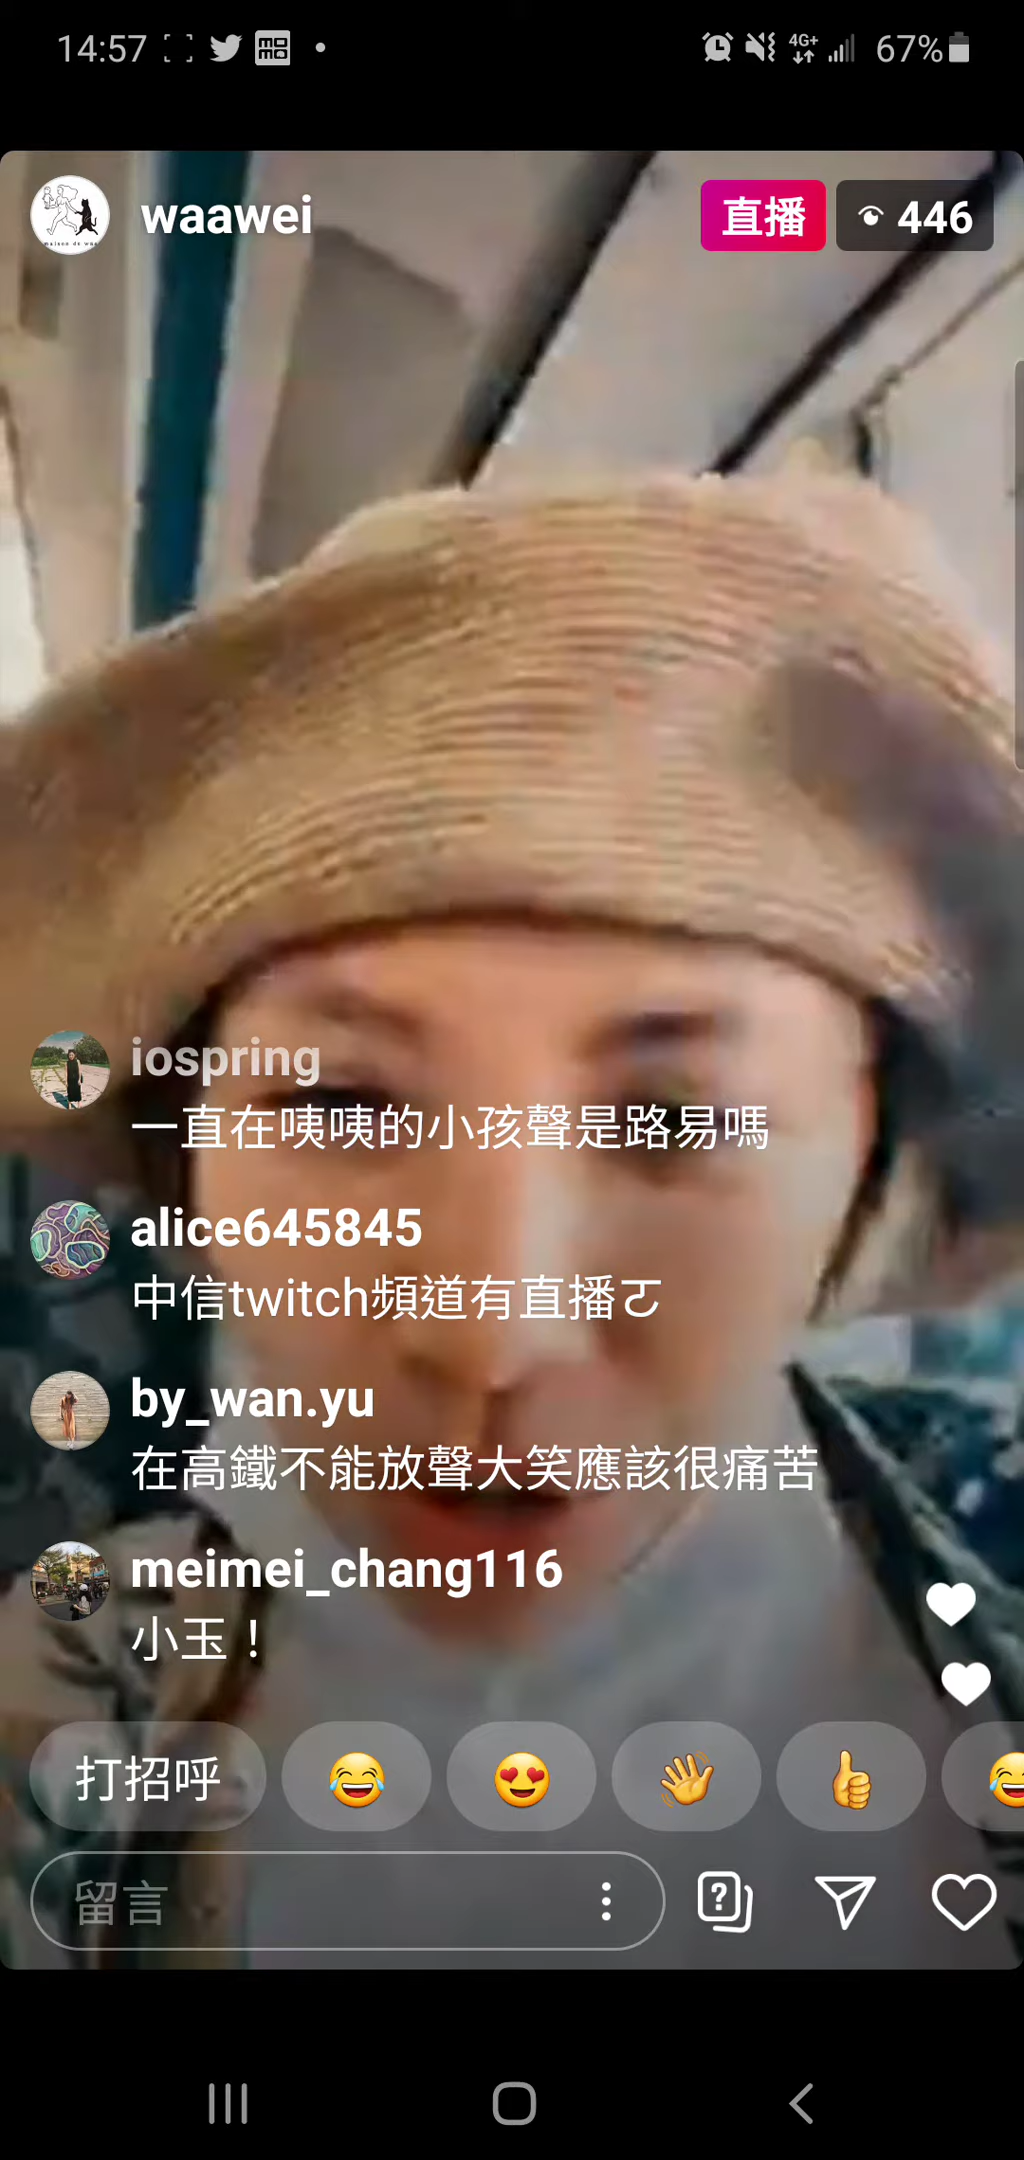 14:57
4G+
67%
waawei
直播
446
iospring
一直在咦咦的小孩聲是路易嗎
alice645845
中信twitch頻道有直播ㄛ
by_wan.yu
在高鐵不能放聲大笑應該很痛苦
meimei_chang116
小玉！
打招呼
😂 😍 👋 👍 😂
留言